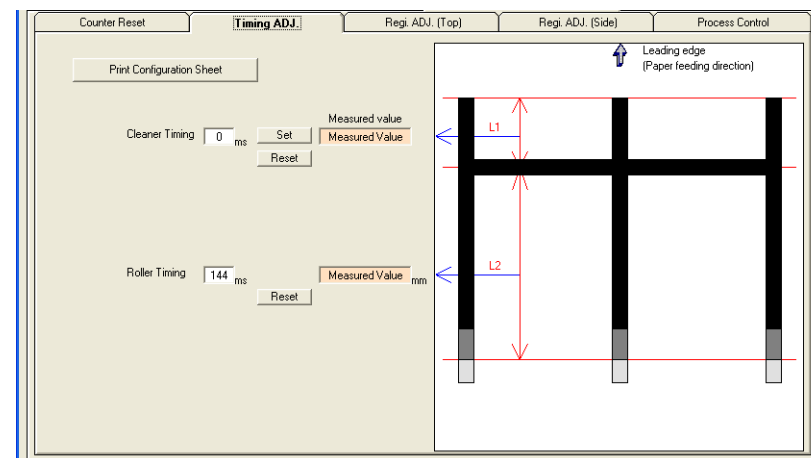 Counter Reset
Timing ADJ.
Regi. ADJ. (Top)
Regi. ADJ. (Side)
Process Control
Print Configuration Sheet
Leading edge
(Paper feeding direction)
Measured value
Cleaner Timing 0 ms Set Measured Value
Reset
L1
Roller Timing 144 ms Measured Value mm
Reset
L2